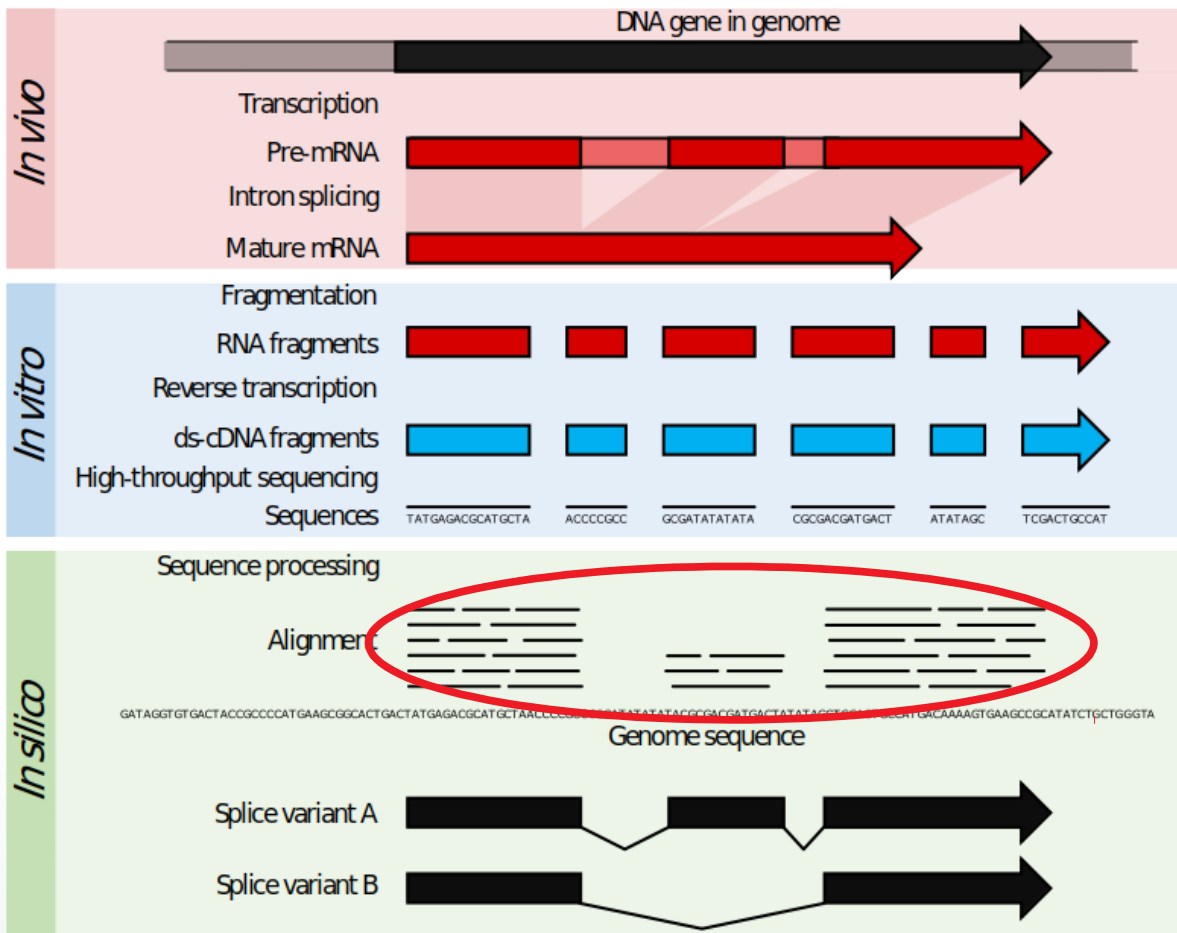 In vivo
DNA gene in genome
Transcription
Pre-mRNA
Intron splicing
Mature mRNA
In vitro
Fragmentation
RNA fragments
Reverse transcription
ds-cDNA fragments
High-throughput sequencing
Sequences
TATGAGACGCATGCTA ACCCCGCC GCGATATATATA CGCGACGATGACT ATATAGC TCGACTGCCAT
In silico
Sequence processing
Alignment
Genome sequence
Splice variant A
Splice variant B